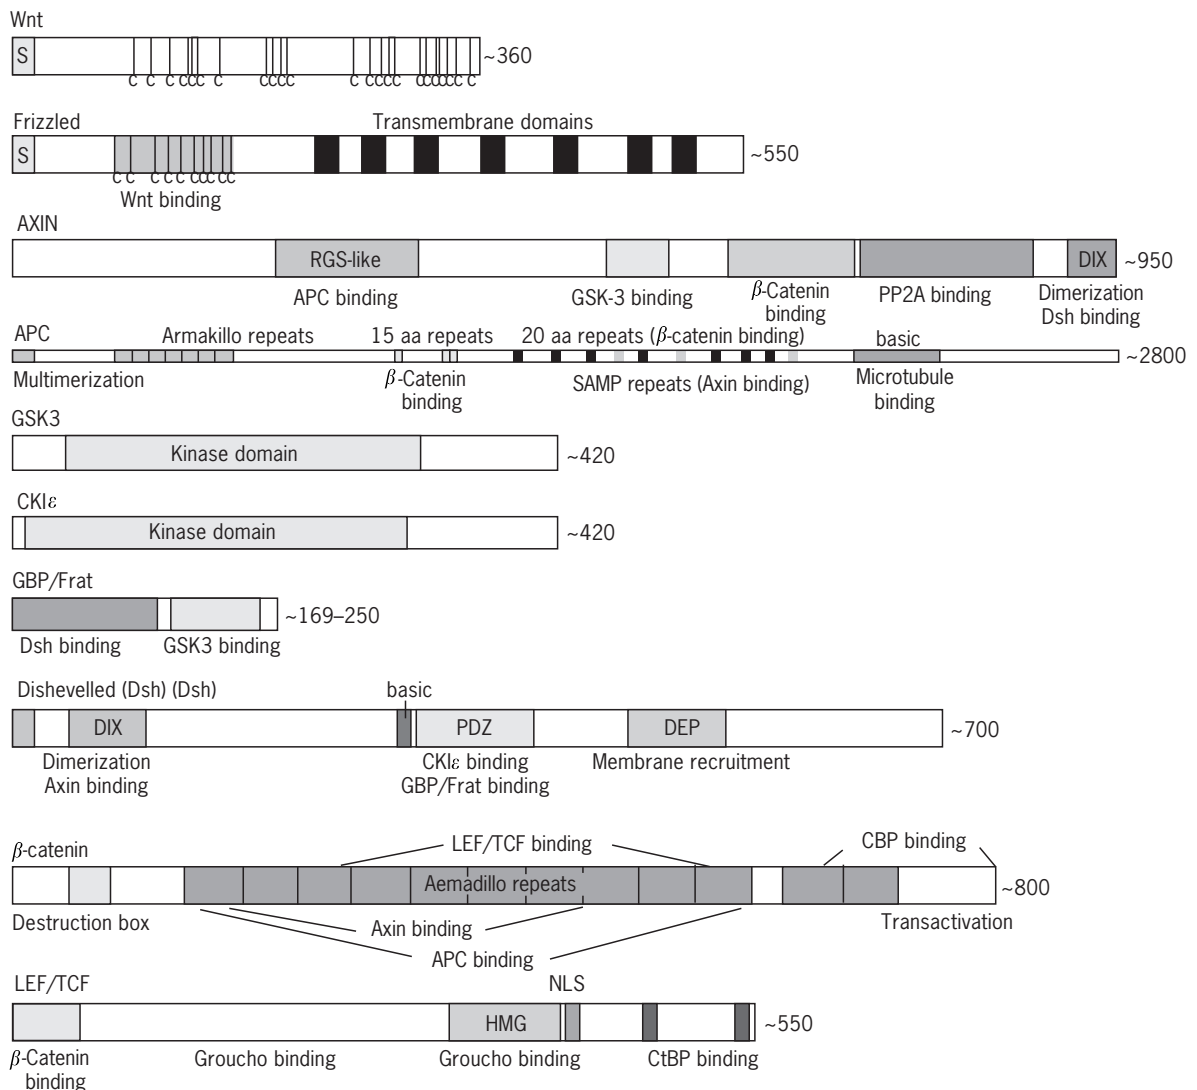 Wnt
S
~360
C C C CCC C CCCC C CCCC CCCCCC C
Frizzled Transmembrane domains
S
~550
C C C C C CCC CC
Wnt binding
AXIN
RGS-like DIX ~950
APC binding GSK-3 binding β-Catenin binding PP2A binding Dimerization
Dsh binding
APC Armakillo repeats 15 aa repeats 20 aa repeats (β-catenin binding) basic
~2800
Multimerization β-Catenin binding SAMP repeats (Axin binding) Microtubule binding
GSK3
Kinase domain ~420
CKIε
Kinase domain ~420
GBP/Frat
~169–250
Dsh binding GSK3 binding
Dishevelled (Dsh) (Dsh) basic
DIX PDZ DEP ~700
Dimerization CKIε binding Membrane recruitment
Axin binding GBP/Frat binding
β-catenin LEF/TCF binding CBP binding
Aemadillo repeats ~800
Destruction box Axin binding Transactivation
APC binding
LEF/TCF NLS
HMG ~550
β-Catenin Groucho binding Groucho binding CtBP binding
binding